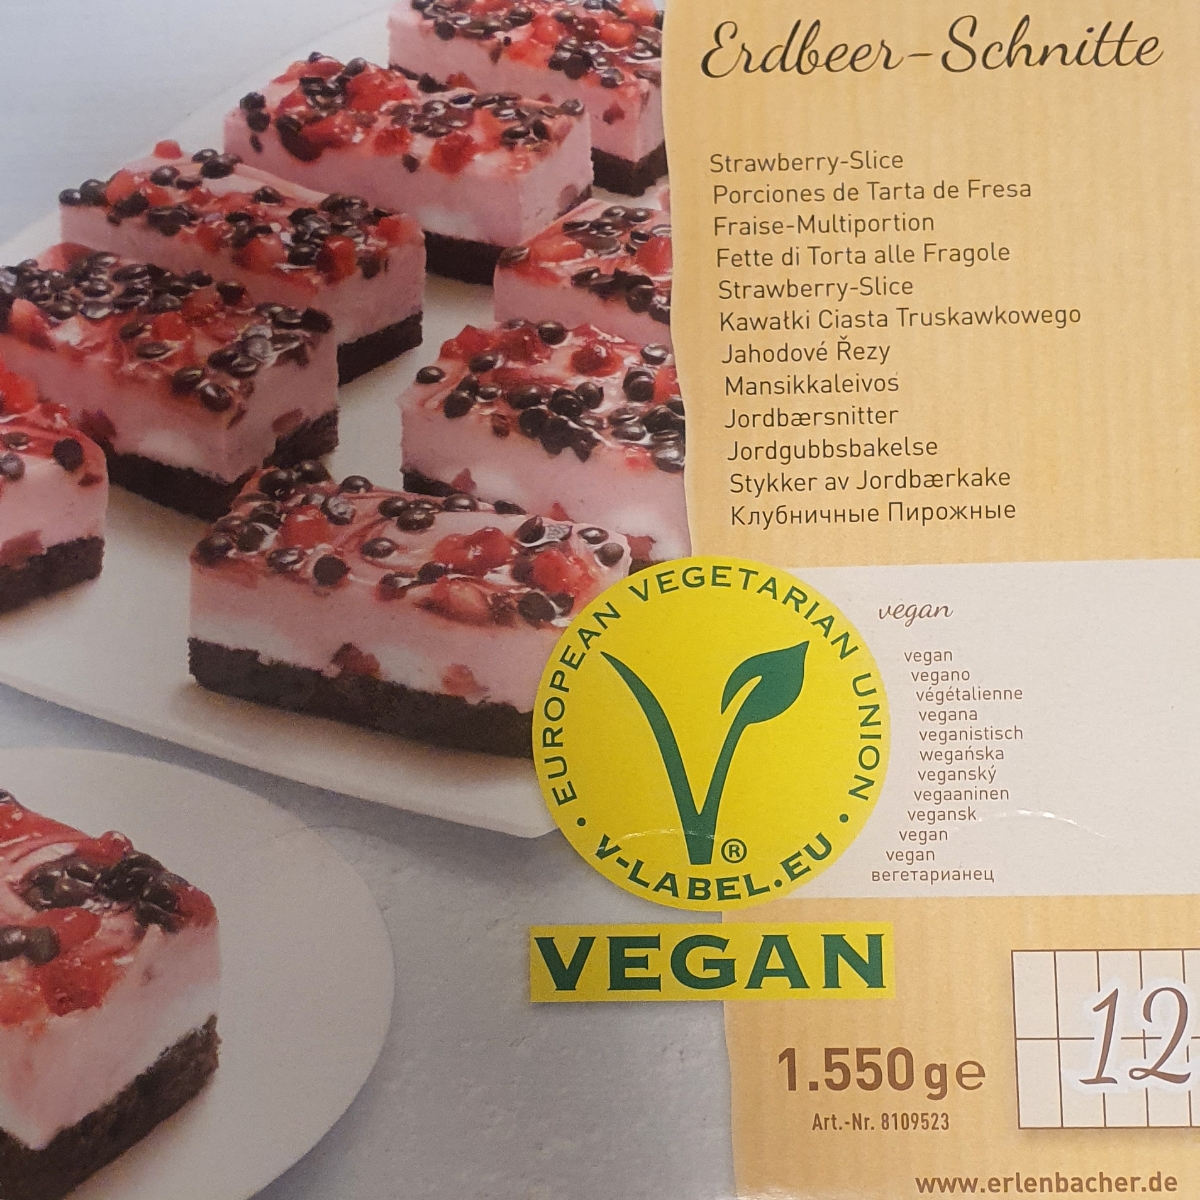 Erdbeer-Schnitte
Strawberry-Slice
Porciones de Tarta de Fresa
Fraise-Multiportion
Fette di Torta alle Fragole
Strawberry-Slice
Kawałki Ciasta Truskawkowego
Jahodové Řezy
Mansikkaleivos
Jordbærsnitter
Jordgubbsbakelse
Stykker av Jordbærkake
Клубничные Пирожные
• EUROPEAN VEGETARIAN UNION •
V-LABEL.EU
®
VEGAN
vegan
vegan
vegano
végétalienne
vegana
veganistisch
wegańska
veganský
vegaaninen
vegansk
vegan
vegan
вегетарианец
12
1.550 g e
Art.-Nr. 8109523
www.erlenbacher.de